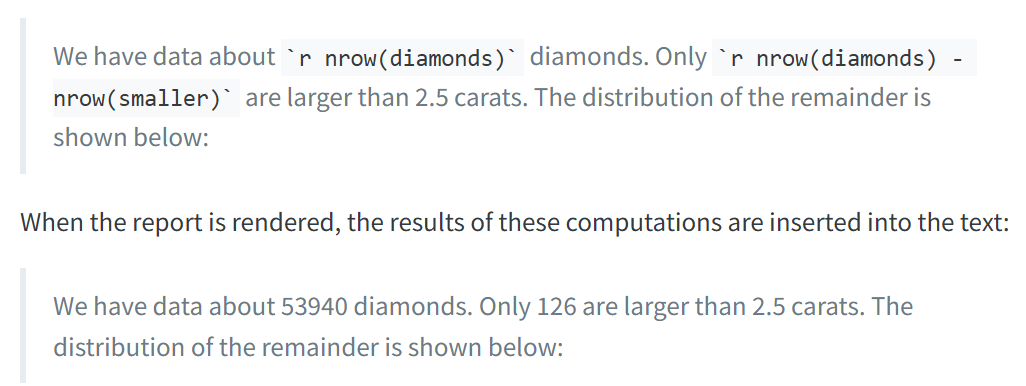 We have data about `r nrow(diamonds)` diamonds. Only `r nrow(diamonds) -
nrow(smaller)` are larger than 2.5 carats. The distribution of the remainder is
shown below:
When the report is rendered, the results of these computations are inserted into the text:
We have data about 53940 diamonds. Only 126 are larger than 2.5 carats. The
distribution of the remainder is shown below: